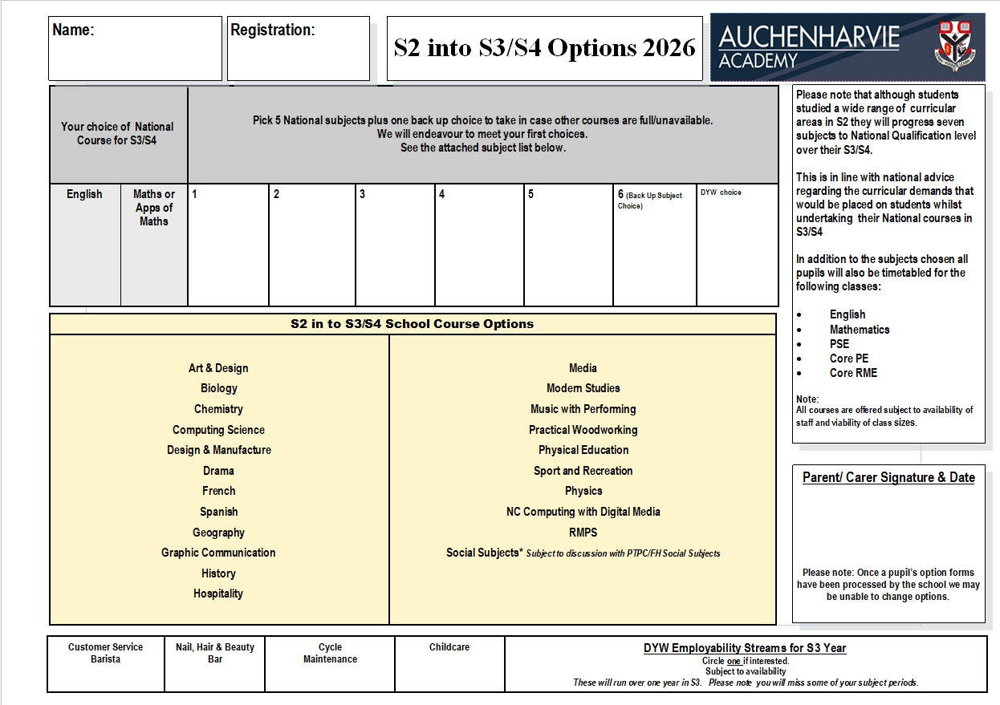 Name:
Registration:
S2 into S3/S4 Options 2026
AUCHENHARVIE
ACADEMY
Your choice of National
Course for S3/S4
Pick 5 National subjects plus one back up choice to take in case other courses are full/unavailable.
We will endeavour to meet your first choices.
See the attached subject list below.
English
Maths or
Apps of
Maths
1
2
3
4
5
6 (Back Up Subject
Choice)
DYW choice
S2 in to S3/S4 School Course Options
Art & Design
Biology
Chemistry
Computing Science
Design & Manufacture
Drama
French
Spanish
Geography
Graphic Communication
History
Hospitality
Media
Modern Studies
Music with Performing
Practical Woodworking
Physical Education
Sport and Recreation
Physics
NC Computing with Digital Media
RMPS
Social Subjects* Subject to discussion with PTPC/FH Social Subjects
Please note that although students
studied a wide range of curricular
areas in S2 they will progress seven
subjects to National Qualification level
over their S3/S4.
This is in line with national advice
regarding the curricular demands that
would be placed on students whilst
undertaking their National courses in
S3/S4
In addition to the subjects chosen all
pupils will also be timetabled for the
following classes:
• English
• Mathematics
• PSE
• Core PE
• Core RME
Note:
All courses are offered subject to availability of
staff and viability of class sizes.
Parent/ Carer Signature & Date
Please note: Once a pupil's option forms
have been processed by the school we may
be unable to change options.
Customer Service
Barista
Nail, Hair & Beauty
Bar
Cycle
Maintenance
Childcare
DYW Employability Streams for S3 Year
Circle one if interested.
Subject to availability
These will run over one year in S3. Please note you will miss some of your subject periods.